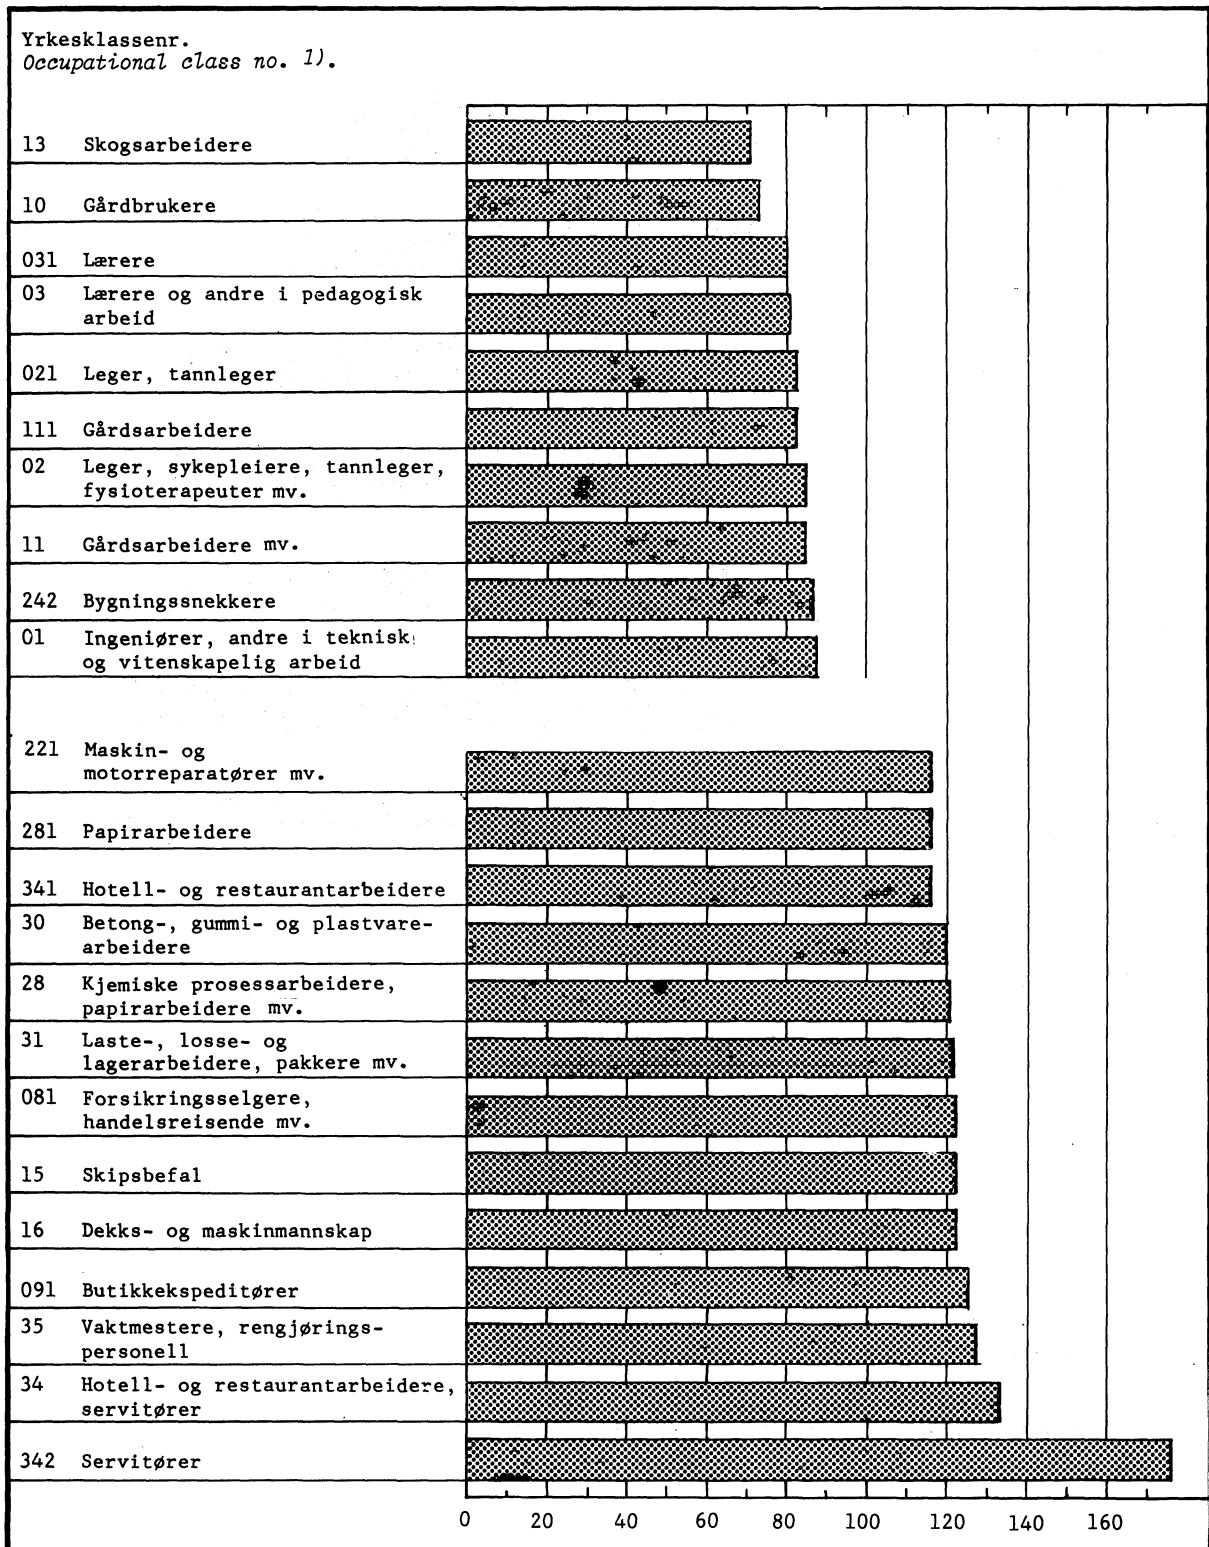 Yrkesklassenr.
Occupational class no. 1).
13 Skogsarbeidere
10 Gårdbrukere
031 Lærere
03 Lærere og andre i pedagogisk
arbeid
021 Leger, tannleger
111 Gårdsarbeidere
02 Leger, sykepleiere, tannleger,
fysioterapeuter mv.
11 Gårdsarbeidere mv.
242 Bygningssnekkere
01 Ingeniører, andre i teknisk
og vitenskapelig arbeid
221 Maskin- og
motorreparatører mv.
281 Papirarbeidere
341 Hotell- og restaurantarbeidere
30 Betong-, gummi- og plastvare-
arbeidere
28 Kjemiske prosessarbeidere,
papirarbeidere mv.
31 Laste-, losse- og
lagerarbeidere, pakkere mv.
081 Forsikringsselgere,
handelsreisende mv.
15 Skipsbefal
16 Dekks- og maskinmannskap
091 Butikkekspeditører
35 Vaktmestere, rengjørings-
personell
34 Hotell- og restaurantarbeidere,
servitører
342 Servitører
0 20 40 60 80 100 120 140 160